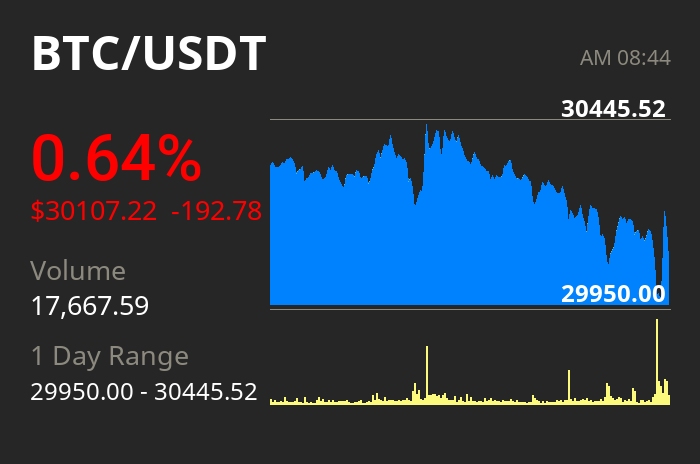 BTC/USDT
AM 08:44
30445.52
0.64%
$30107.22 -192.78
Volume
17,667.59
29950.00
1 Day Range
29950.00 - 30445.52